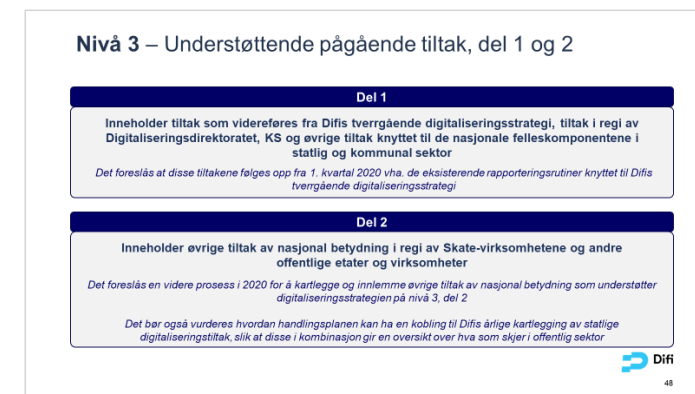 Nivå 3 – Understøttende pågående tiltak, del 1 og 2
Del 1
Inneholder tiltak som videreføres fra Difis tverrgående digitaliseringsstrategi, tiltak i regi av
Digitaliseringsdirektoratet, KS og øvrige tiltak knyttet til de nasjonale felleskomponentene i
statlig og kommunal sektor
Det foreslås at disse tiltakene følges opp fra 1. kvartal 2020 vha. de eksisterende rapporteringsrutiner knyttet til Difis
tverrgående digitaliseringsstrategi
Del 2
Inneholder øvrige tiltak av nasjonal betydning i regi av Skate-virksomhetene og andre
offentlige etater og virksomheter
Det foreslås en videre prosess i 2020 for å kartlegge og innlemme øvrige tiltak av nasjonal betydning som understøtter
digitaliseringsstrategien på nivå 3, del 2
Det bør også vurderes hvordan handlingsplanen kan ha en kobling til Difis årlige kartlegging av statlige
digitaliseringstiltak, slik at disse i kombinasjon gir en oversikt over hva som skjer i offentlig sektor
Difi
48